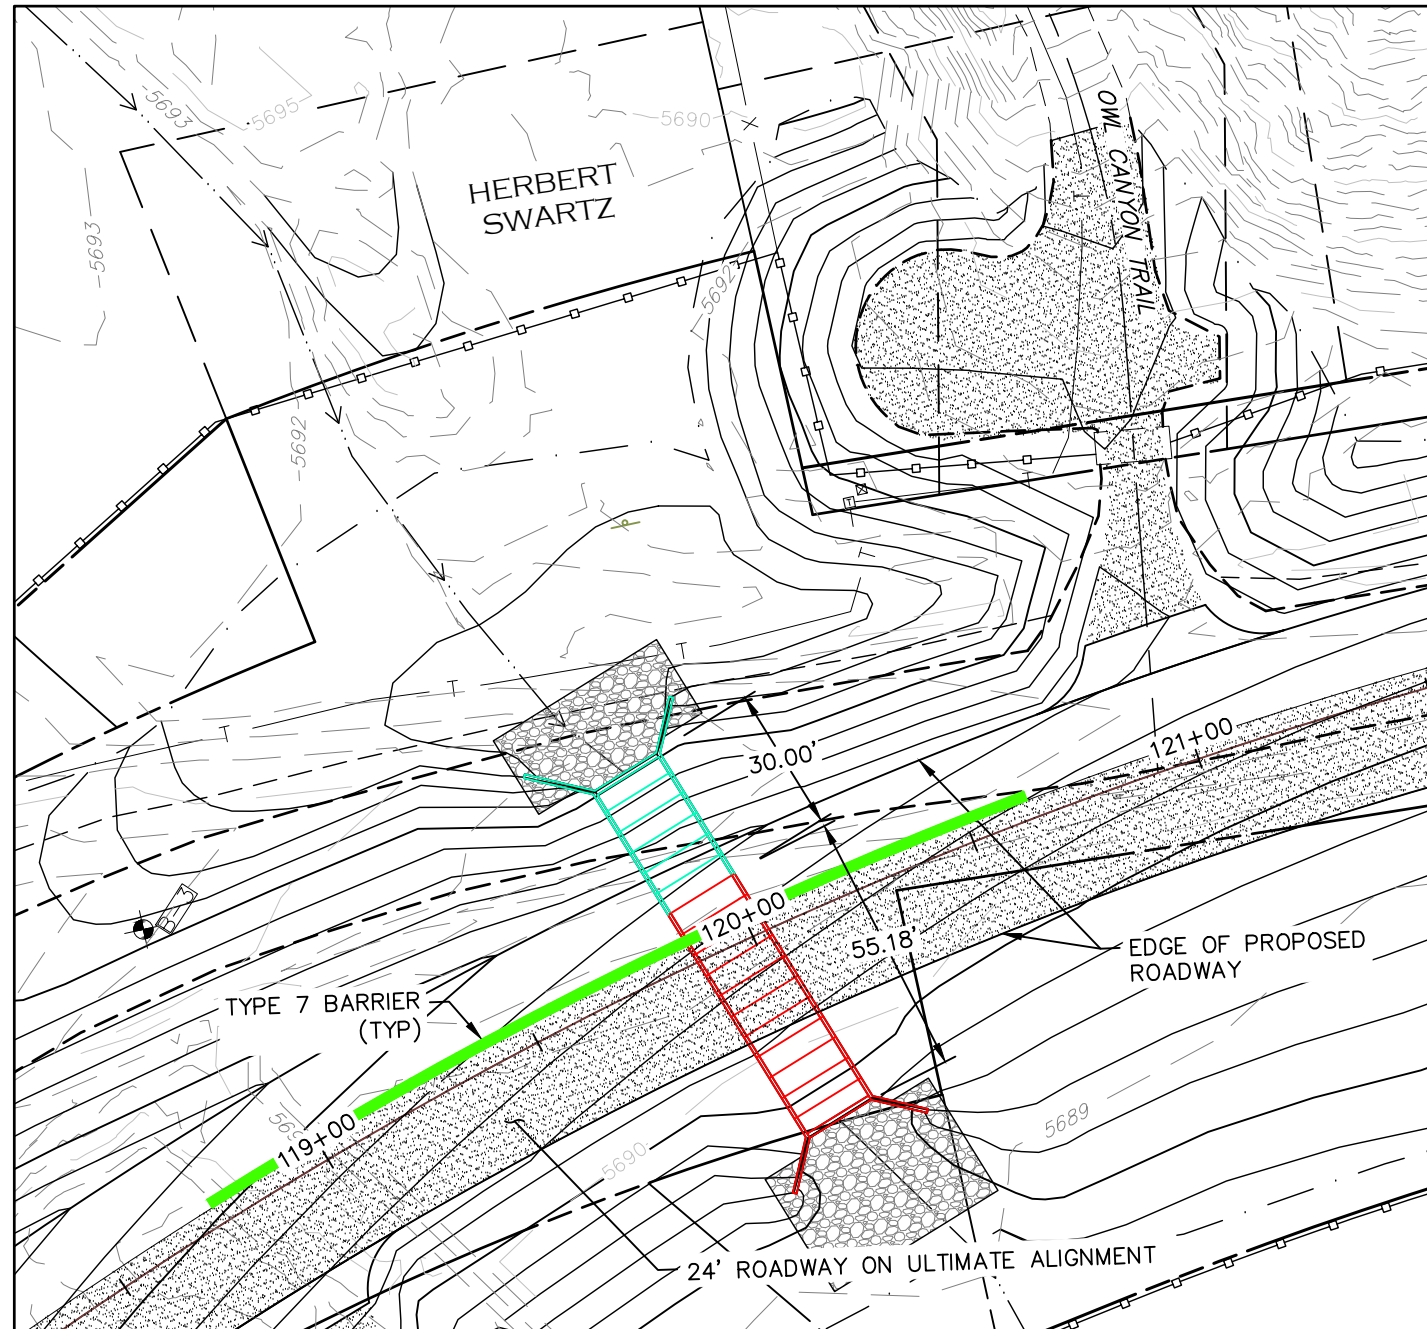 5693
5695
5690
OWL CANYON TRAIL
HERBERT
SWARTZ
5693
5692
5692
T
30.00'
121+00
B-13
120+00
55.18'
EDGE OF PROPOSED
ROADWAY
TYPE 7 BARRIER
(TYP)
119+00
5689
5690
24' ROADWAY ON ULTIMATE ALIGNMENT